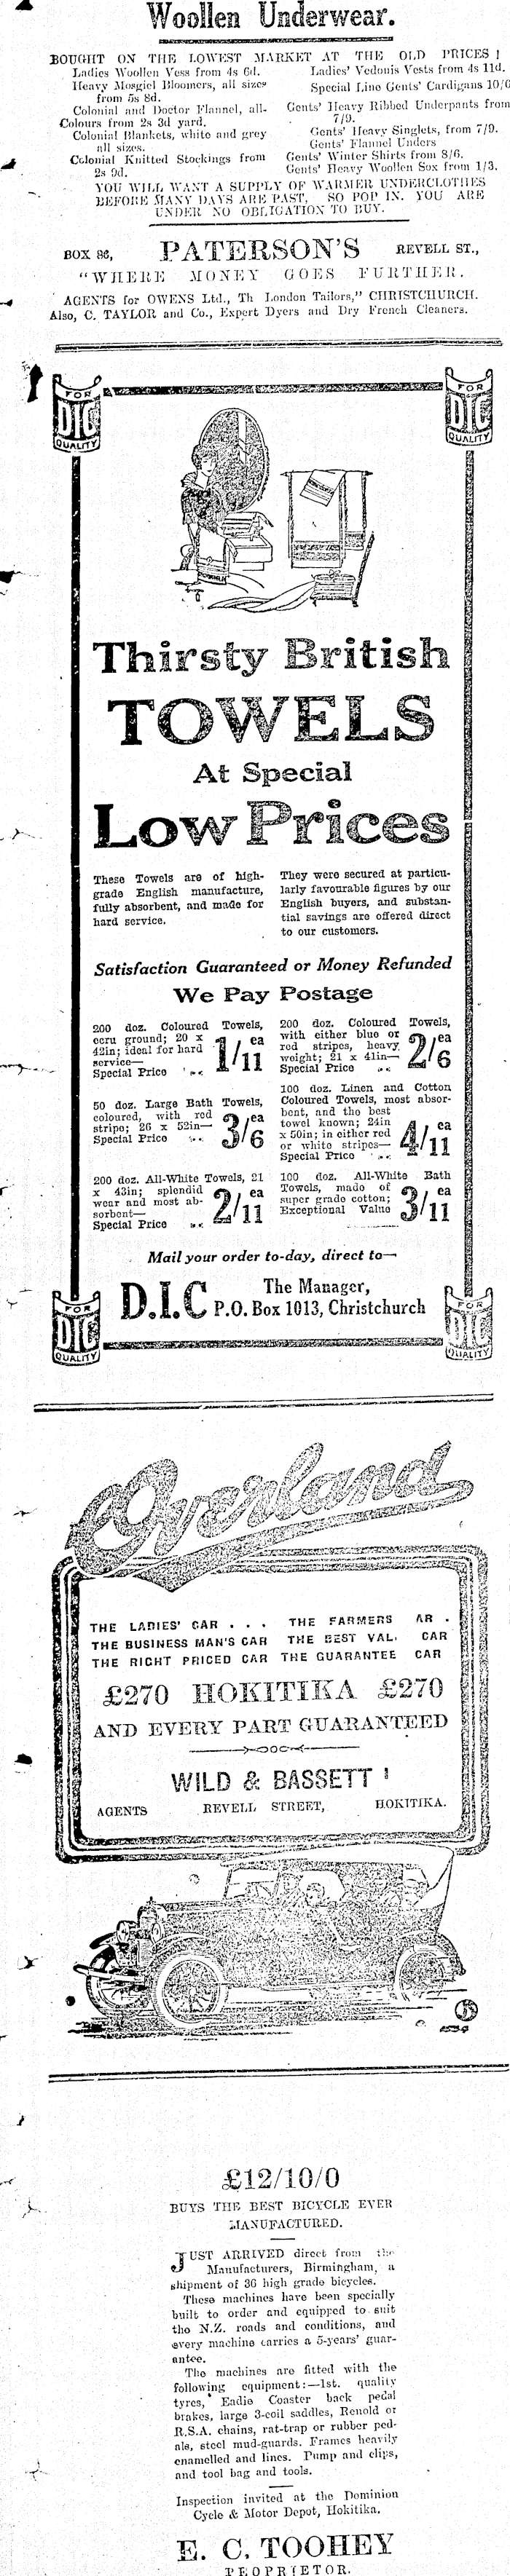 Woollen Underwear.
BOUGHT ON THE LOWEST MARKET AT THE OLD PRICES !
Ladies Woollen Vess from 4s 6d.
Heavy Mosgiel Bloomers, all sizes
from 5s 8d.
Colonial and Doctor Flannel, all-
Colours from 2s 3d yard.
Colonial Blankets, white and grey
all sizes.
Colonial Knitted Stockings from
2s 9d.
Ladies' Vedonis Vests from 4s 11d.
Special Line Gents' Cardigans 10/6
Gents' Heavy Ribbed Underpants from
7/9.
Gents' Heavy Singlets, from 7/9.
Gents' Flannel Unders
Gents' Winter Shirts from 8/6.
Gents' Heavy Woollen Sox from 1/3.
YOU WILL WANT A SUPPLY OF WARMER UNDERCLOTHES
BEFORE MANY DAYS ARE PAST, SO POP IN. YOU ARE
UNDER NO OBLIGATION TO BUY.
BOX 86, PATERSON'S REVELL ST.,
"WHERE MONEY GOES FURTHER.
AGENTS for OWENS Ltd., Th London Tailors," CHRISTCHURCH.
Also, C. TAYLOR and Co., Expert Dyers and Dry French Cleaners.
FOR DIC QUALITY
FOR DIC QUALITY
Thirsty British
TOWELS
At Special
Low Prices
These Towels are of high-
grade English manufacture,
fully absorbent, and made for
hard service.
They were secured at particu-
larly favourable figures by our
English buyers, and substan-
tial savings are offered direct
to our customers.
Satisfaction Guaranteed or Money Refunded
We Pay Postage
200 doz. Coloured Towels,
ecru ground; 20 x
42in; ideal for hard
service—
Special Price 1/11 ea
50 doz. Large Bath Towels,
coloured, with red
stripe; 26 x 52in—
Special Price 3/6 ea
200 doz. All-White Towels, 21
x 43in; splendid
wear and most ab-
sorbent—
Special Price 2/11 ea
200 doz. Coloured Towels,
with either blue or
red stripes, heavy
weight; 21 x 41in—
Special Price 2/6 ea
100 doz. Linen and Cotton
Coloured Towels, most absor-
bent, and the best
towel known; 24in
x 50in; in either red
or white stripes—
Special Price 4/11 ea
100 doz. All-White Bath
Towels, made of
super grade cotton;
Exceptional Value 3/11 ea
Mail your order to-day, direct to—
D.I.C The Manager,
P.O. Box 1013, Christchurch
FOR DIC QUALITY
FOR DIC QUALITY
Overland
THE LADIES' CAR . . . THE FARMERS AR .
THE BUSINESS MAN'S CAR THE BEST VAL. CAR
THE RIGHT PRICED CAR THE GUARANTEE CAR
£270 HOKITIKA £270
AND EVERY PART GUARANTEED
WILD & BASSETT !
AGENTS REVELL STREET, HOKITIKA.
£12/10/0
BUYS THE BEST BICYCLE EVER
MANUFACTURED.
JUST ARRIVED direct from the
Manufacturers, Birmingham, a
shipment of 36 high grade bicycles.
These machines have been specially
built to order and equipped to suit
the N.Z. roads and conditions, and
every machine carries a 5-years' guar-
antee.
The machines are fitted with the
following equipment:—1st. quality
tyres, Eadie Coaster back pedal
brakes, large 3-coil saddles, Renold or
R.S.A. chains, rat-trap or rubber ped-
als, steel mud-guards. Frames heavily
enamelled and lines. Pump and clips,
and tool bag and tools.
Inspection invited at the Dominion
Cycle & Motor Depot, Hokitika.
E. C. TOOHEY
PROPRIETOR.